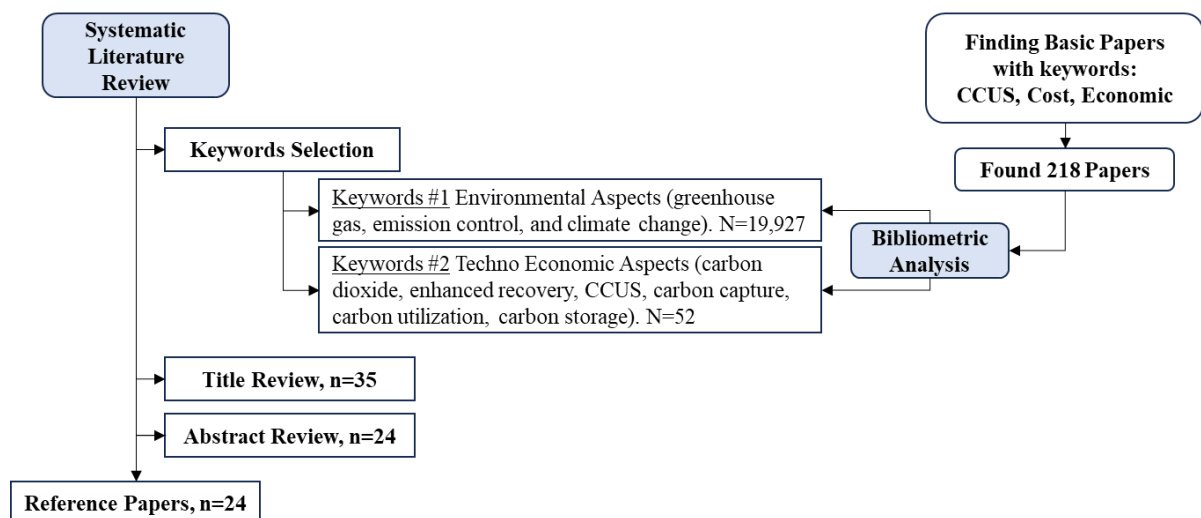 Systematic
Literature
Review
Keywords Selection
Keywords #1 Environmental Aspects (greenhouse
gas, emission control, and climate change). N=19,927
Keywords #2 Techno Economic Aspects (carbon
dioxide, enhanced recovery, CCUS, carbon capture,
carbon utilization, carbon storage). N=52
Title Review, n=35
Abstract Review, n=24
Reference Papers, n=24
Finding Basic Papers
with keywords:
CCUS, Cost, Economic
Found 218 Papers
Bibliometric
Analysis